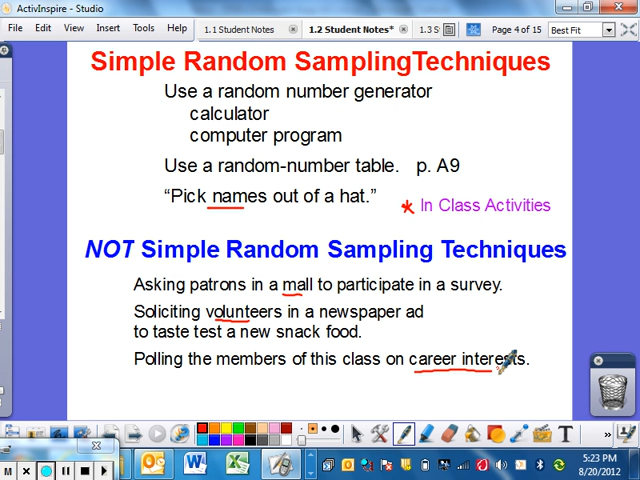 ActivInspire - Studio
File Edit View Insert Tools Help
1.1 Student Notes
1.2 Student Notes*
1.3 S
Page 4 of 15
Best Fit
Simple Random SamplingTechniques
Use a random number generator
calculator
computer program
Use a random-number table. p. A9
“Pick names out of a hat.”
* In Class Activities
NOT Simple Random Sampling Techniques
Asking patrons in a mall to participate in a survey.
Soliciting volunteers in a newspaper ad
to taste test a new snack food.
Polling the members of this class on career interests.
T
»
M
5:23 PM
8/20/2012